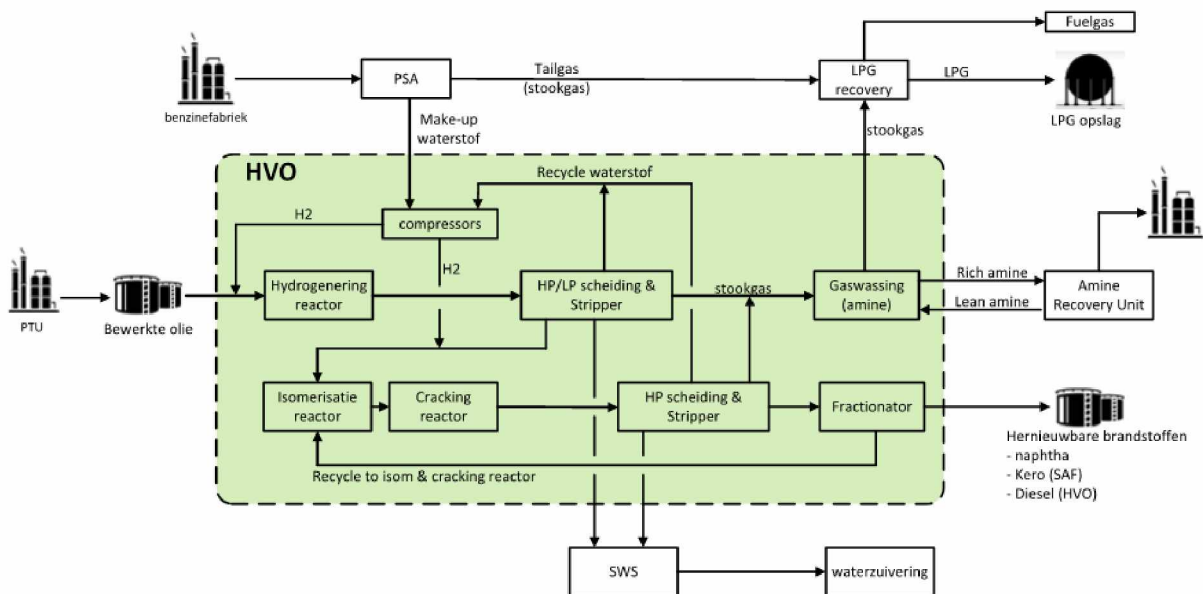 Fuelgas
benzinefabriek
PSA
Tailgas
(stookgas)
LPG
recovery
LPG
LPG opslag
Make-up
waterstof
stookgas
HVO
Recycle waterstof
compressors
H2
H2
PTU
Bewerkte olie
Hydrogenering
reactor
HP/LP scheiding &
Stripper
stookgas
Gaswassing
(amine)
Rich amine
Lean amine
Amine
Recovery Unit
Isomerisatie
reactor
Cracking
reactor
HP scheiding &
Stripper
Fractionator
Recycle to isom & cracking reactor
Hernieuwbare brandstoffen
- naphtha
- Kero (SAF)
- Diesel (HVO)
SWS
waterzuivering